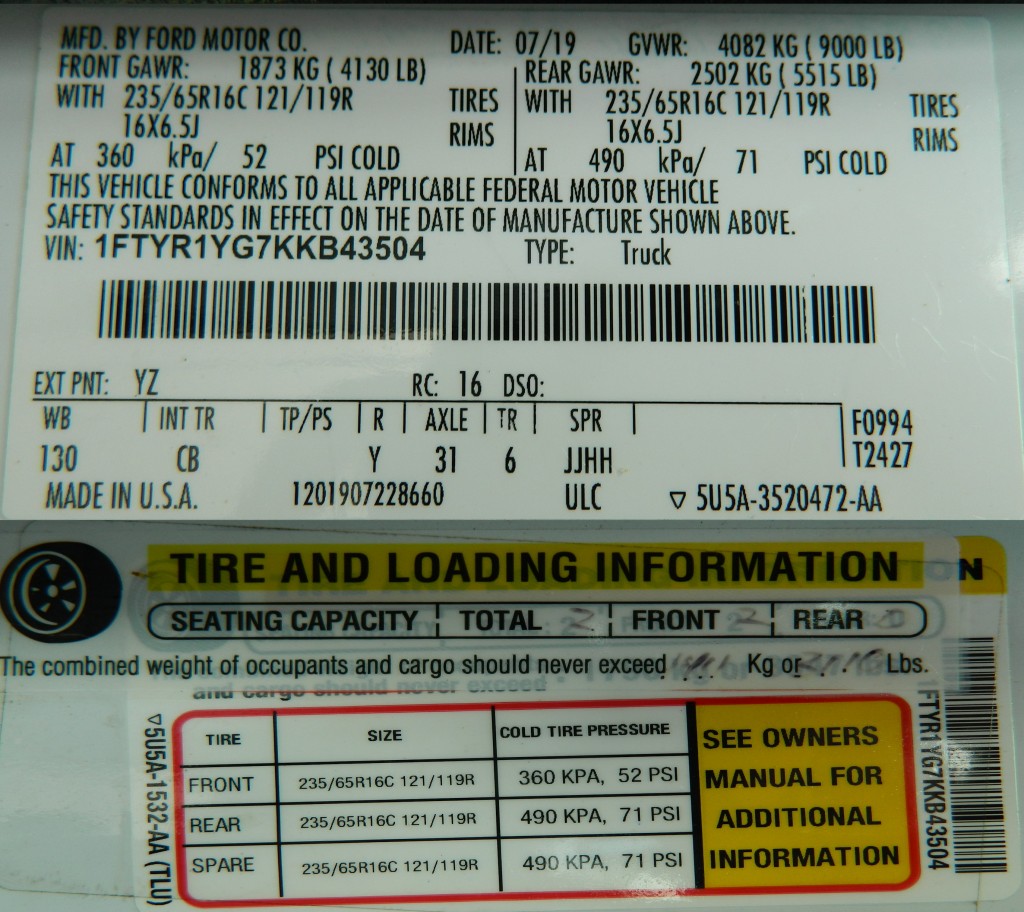 MFD. BY FORD MOTOR CO. DATE: 07/19 GVWR: 4082 KG ( 9000 LB)
FRONT GAWR: 1873 KG ( 4130 LB) REAR GAWR: 2502 KG ( 5515 LB)
WITH 235/65R16C 121/119R TIRES WITH 235/65R16C 121/119R TIRES
16X6.5J RIMS 16X6.5J RIMS
AT 360 kPa/ 52 PSI COLD AT 490 kPa/ 71 PSI COLD
THIS VEHICLE CONFORMS TO ALL APPLICABLE FEDERAL MOTOR VEHICLE
SAFETY STANDARDS IN EFFECT ON THE DATE OF MANUFACTURE SHOWN ABOVE.
VIN: 1FTYR1YG7KKB43504 TYPE: Truck
EXT PNT: YZ RC: 16 DSO:
WB INT TR TP/PS R AXLE TR SPR F0994
130 CB Y 31 6 JJHH T2427
MADE IN U.S.A. 1201907228660 ULC ▽ 5U5A-3520472-AA
TIRE AND LOADING INFORMATION N
SEATING CAPACITY TOTAL 2 FRONT 2 REAR
The combined weight of occupants and cargo should never exceed Kg or Lbs.
and cargo should never exceed
TIRE SIZE COLD TIRE PRESSURE
FRONT 235/65R16C 121/119R 360 KPA, 52 PSI
REAR 235/65R16C 121/119R 490 KPA, 71 PSI
SPARE 235/65R16C 121/119R 490 KPA, 71 PSI
SEE OWNERS
MANUAL FOR
ADDITIONAL
INFORMATION
▽5U5A-1532-AA (TLU)
1FTYR1YG7KKB43504